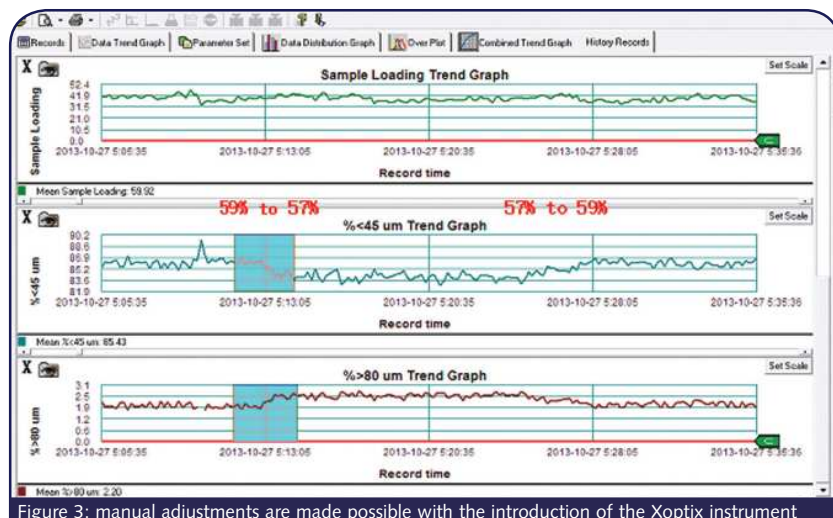 Records Data Trend Graph Parameter Set Data Distribution Graph Over Plot Combined Trend Graph History Records
X Sample Loading Trend Graph Set Scale
Sample Loading
52.4
41.9
31.5
21.0
10.5
0.0
2013-10-27 5:05:35 2013-10-27 5:13:05 2013-10-27 5:20:35 2013-10-27 5:28:05 2013-10-27 5:35:36
Record time
Mean Sample Loading: 59.92
59% to 57% 57% to 59%
X %<45 um Trend Graph Set Scale
%<45 um
90.2
88.6
86.9
85.2
83.6
81.9
2013-10-27 5:05:35 2013-10-27 5:13:05 2013-10-27 5:20:35 2013-10-27 5:28:05 2013-10-27 5:35:36
Record time
Mean %<45 um: 85.43
X %>80 um Trend Graph Set Scale
%>80 um
3.1
2.5
1.9
1.2
0.6
0.0
2013-10-27 5:05:35 2013-10-27 5:13:05 2013-10-27 5:20:35 2013-10-27 5:28:05 2013-10-27 5:35:36
Record time
Mean %>80 um: 2.20
Figure 3: manual adjustments are made possible with the introduction of the Xoptix instrument